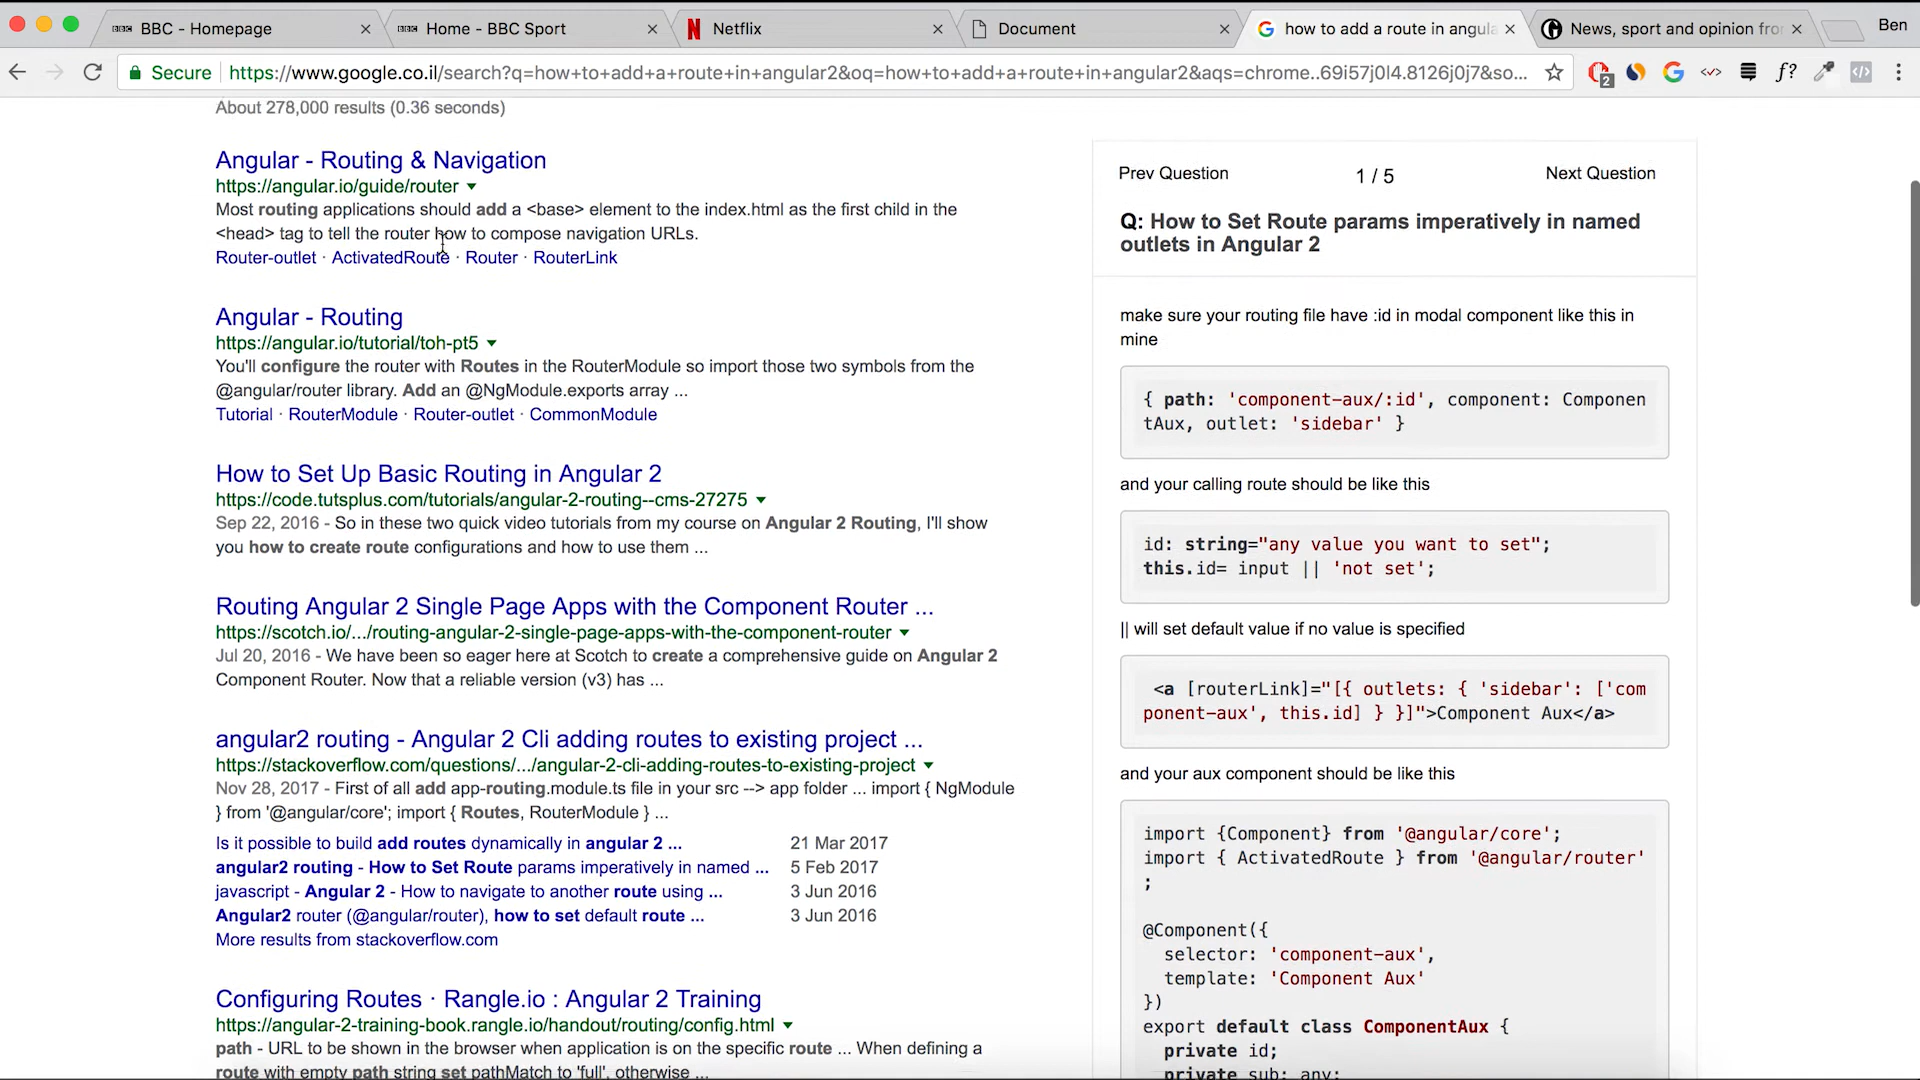 BBC - Homepage
Home - BBC Sport
Netflix
Document
how to add a route in angula
News, sport and opinion fro
Ben
Secure
https://www.google.co.il/search?q=how+to+add+a+route+in+angular2&oq=how+to+add+a+route+in+angular2&aqs=chrome..69i57j0l4.8126j0j7&so...
2
f?
About 278,000 results (0.36 seconds)
Angular - Routing & Navigation
https://angular.io/guide/router
Most routing applications should add a <base> element to the index.html as the first child in the
<head> tag to tell the router how to compose navigation URLs.
Router-outlet · ActivatedRoute · Router · RouterLink
Angular - Routing
https://angular.io/tutorial/toh-pt5
You'll configure the router with Routes in the RouterModule so import those two symbols from the
@angular/router library. Add an @NgModule.exports array ...
Tutorial · RouterModule · Router-outlet · CommonModule
How to Set Up Basic Routing in Angular 2
https://code.tutsplus.com/tutorials/angular-2-routing--cms-27275
Sep 22, 2016 - So in these two quick video tutorials from my course on Angular 2 Routing, I'll show
you how to create route configurations and how to use them ...
Routing Angular 2 Single Page Apps with the Component Router ...
https://scotch.io/.../routing-angular-2-single-page-apps-with-the-component-router
Jul 20, 2016 - We have been so eager here at Scotch to create a comprehensive guide on Angular 2
Component Router. Now that a reliable version (v3) has ...
angular2 routing - Angular 2 Cli adding routes to existing project ...
https://stackoverflow.com/questions/.../angular-2-cli-adding-routes-to-existing-project
Nov 28, 2017 - First of all add app-routing.module.ts file in your src --> app folder ... import { NgModule
} from '@angular/core'; import { Routes, RouterModule } ...
Is it possible to build add routes dynamically in angular 2 ... 21 Mar 2017
angular2 routing - How to Set Route params imperatively in named ... 5 Feb 2017
javascript - Angular 2 - How to navigate to another route using ... 3 Jun 2016
Angular2 router (@angular/router), how to set default route ... 3 Jun 2016
More results from stackoverflow.com
Configuring Routes · Rangle.io : Angular 2 Training
https://angular-2-training-book.rangle.io/handout/routing/config.html
path - URL to be shown in the browser when application is on the specific route ... When defining a
route with empty path string set pathMatch to 'full', otherwise ...
Prev Question
1 / 5
Next Question
Q: How to Set Route params imperatively in named
outlets in Angular 2
make sure your routing file have :id in modal component like this in
mine
{ path: 'component-aux/:id', component: Componen
tAux, outlet: 'sidebar' }
and your calling route should be like this
id: string="any value you want to set";
this.id= input || 'not set';
|| will set default value if no value is specified
<a [routerLink]="[{ outlets: { 'sidebar': ['com
ponent-aux', this.id] } }]">Component Aux</a>
and your aux component should be like this
import {Component} from '@angular/core';
import { ActivatedRoute } from '@angular/router'
;
@Component({
selector: 'component-aux',
template: 'Component Aux'
})
export default class ComponentAux {
private id;
private sub: any;